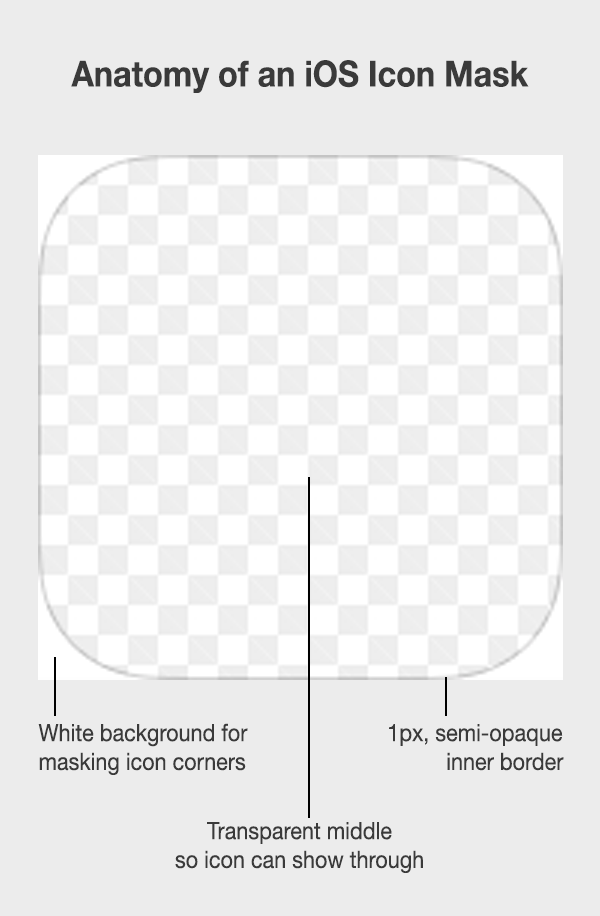 Anatomy of an iOS Icon Mask
White background for
masking icon corners
1px, semi-opaque
inner border
Transparent middle
so icon can show through